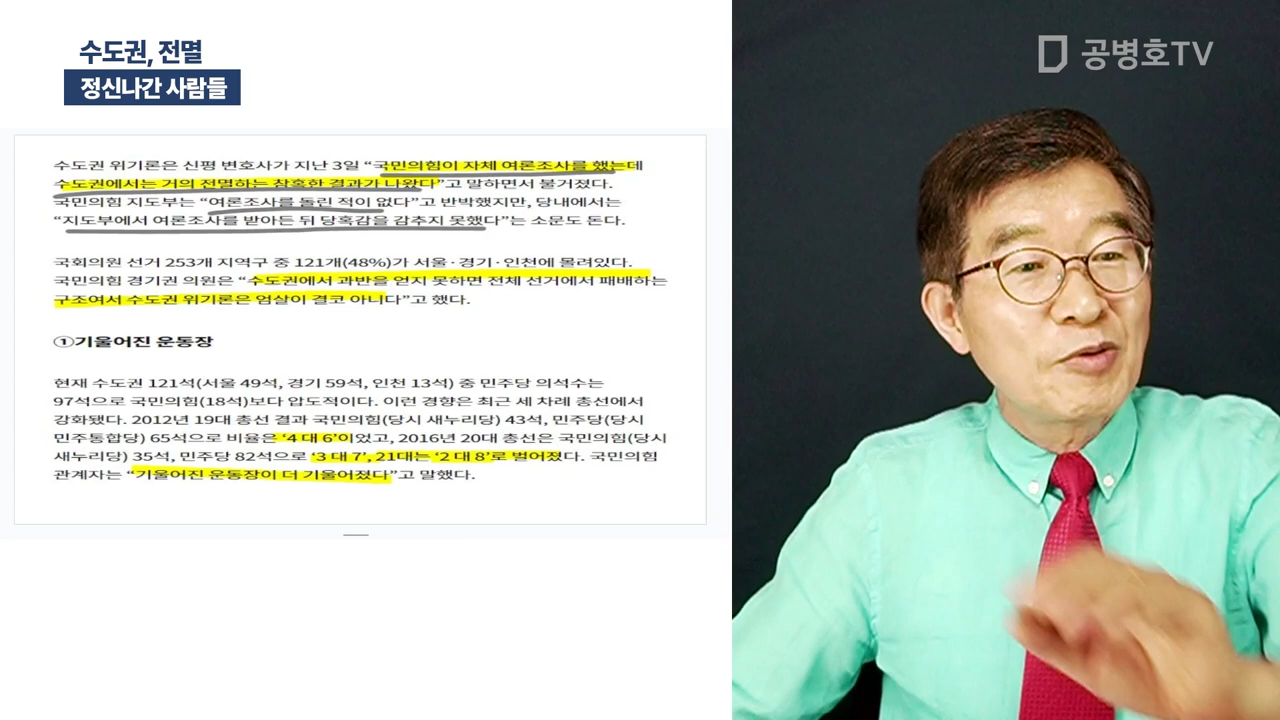 수도권, 전멸
정신나간 사람들
공병호TV
수도권 위기론은 신평 변호사가 지난 3일 “국민의힘이 자체 여론조사를 했는데
수도권에서는 거의 전멸하는 참혹한 결과가 나왔다”고 말하면서 불거졌다.
국민의힘 지도부는 “여론조사를 돌린 적이 없다”고 반박했지만, 당내에서는
“지도부에서 여론조사를 받아든 뒤 당혹감을 감추지 못했다”는 소문도 돈다.
국회의원 선거 253개 지역구 중 121개(48%)가 서울·경기·인천에 몰려있다.
국민의힘 경기권 의원은 “수도권에서 과반을 얻지 못하면 전체 선거에서 패배하는
구조여서 수도권 위기론은 엄살이 결코 아니다”고 했다.
①기울어진 운동장
현재 수도권 121석(서울 49석, 경기 59석, 인천 13석) 중 민주당 의석수는
97석으로 국민의힘(18석)보다 압도적이다. 이런 경향은 최근 세 차례 총선에서
강화됐다. 2012년 19대 총선 결과 국민의힘(당시 새누리당) 43석, 민주당(당시
민주통합당) 65석으로 비율은 ‘4 대 6’이었고, 2016년 20대 총선은 국민의힘(당시
새누리당) 35석, 민주당 82석으로 ‘3 대 7’, 21대는 ‘2 대 8’로 벌어졌다. 국민의힘
관계자는 “기울어진 운동장이 더 기울어졌다”고 말했다.